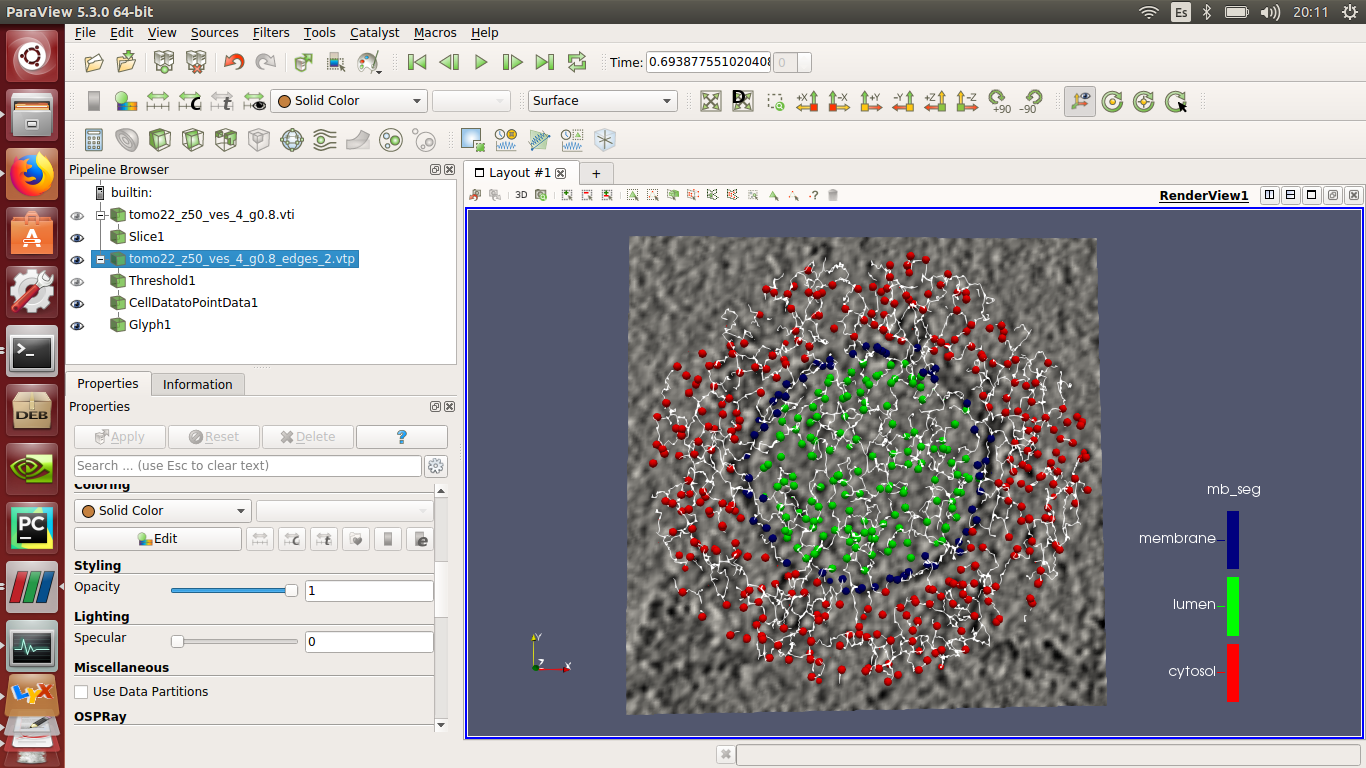 ParaView 5.3.0 64-bit
Es
20:11
File Edit View Sources Filters Tools Catalyst Macros Help
Time: 0.693877551020408 0
Solid Color
Surface
+X -X +Y -Y +Z -Z +90 -90
Pipeline Browser
builtin:
tomo22_z50_ves_4_g0.8.vti
Slice1
tomo22_z50_ves_4_g0.8_edges_2.vtp
Threshold1
CellDatatoPointData1
Glyph1
Properties Information
Properties
Apply Reset Delete ?
Search ... (use Esc to clear text)
Coloring
Solid Color
Edit
Styling
Opacity 1
Lighting
Specular 0
Miscellaneous
Use Data Partitions
OSPRay
Layout #1 +
3D
RenderView1
mb_seg
membrane
lumen
cytosol
Y
Z X
DEB
PC
LYX